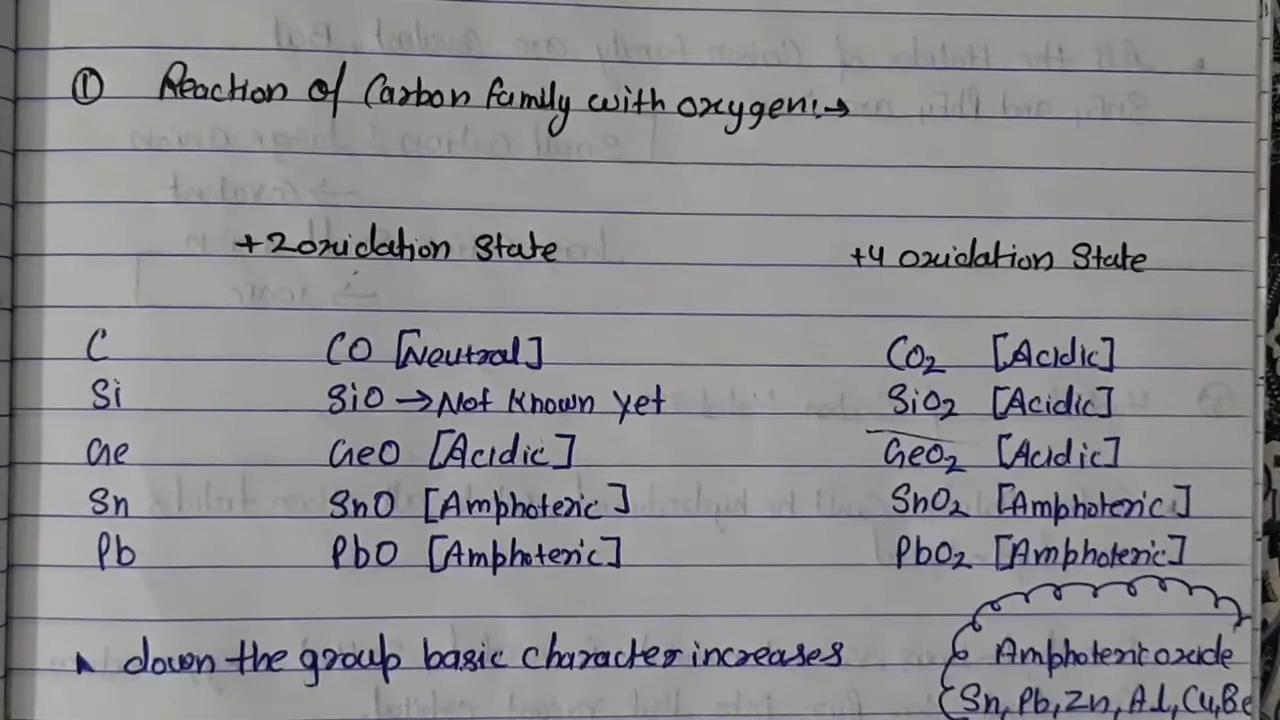 ① Reaction of Carbon family with oxygen:→
+2 oxidation State +4 oxidation State
C CO [Neutral] CO₂ [Acidic]
Si SiO → Not Known yet SiO₂ [Acidic]
Ge GeO [Acidic] GeO₂ [Acidic]
Sn SnO [Amphoteric] SnO₂ [Amphoteric]
Pb PbO [Amphoteric] PbO₂ [Amphoteric]
down the group basic character increases
Amphoteric oxide
(Sn, Pb, Zn, Al, Cu, Be